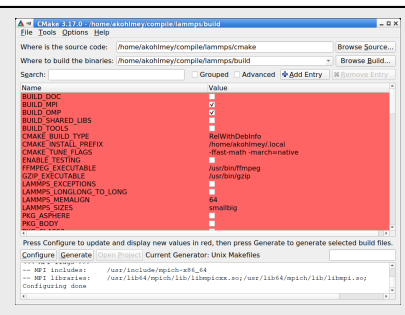 CMake 3.17.0 - /home/akohlmey/compile/lammps/build
File Tools Options Help
Where is the source code: /home/akohlmey/compile/lammps/cmake Browse Source...
Where to build the binaries: /home/akohlmey/compile/lammps/build Browse Build...
Search: Grouped Advanced Add Entry Remove Entry
Name Value
BUILD_DOC
BUILD_MPI
BUILD_OMP
BUILD_SHARED_LIBS
BUILD_TOOLS
CMAKE_BUILD_TYPE RelWithDebInfo
CMAKE_INSTALL_PREFIX /home/akohlmey/.local
CMAKE_TUNE_FLAGS -ffast-math -march=native
ENABLE_TESTING
FFMPEG_EXECUTABLE /usr/bin/ffmpeg
GZIP_EXECUTABLE /usr/bin/gzip
LAMMPS_EXCEPTIONS
LAMMPS_LONGLONG_TO_LONG
LAMMPS_MEMALIGN 64
LAMMPS_SIZES smallbig
PKG_ASPHERE
PKG_BODY
Press Configure to update and display new values in red, then press Generate to generate selected build files.
Configure Generate Open Project Current Generator: Unix Makefiles
-- MPI includes: /usr/include/mpich-x86_64
-- MPI libraries: /usr/lib64/mpich/lib/libmpicxx.so;/usr/lib64/mpich/lib/libmpi.so;
Configuring done